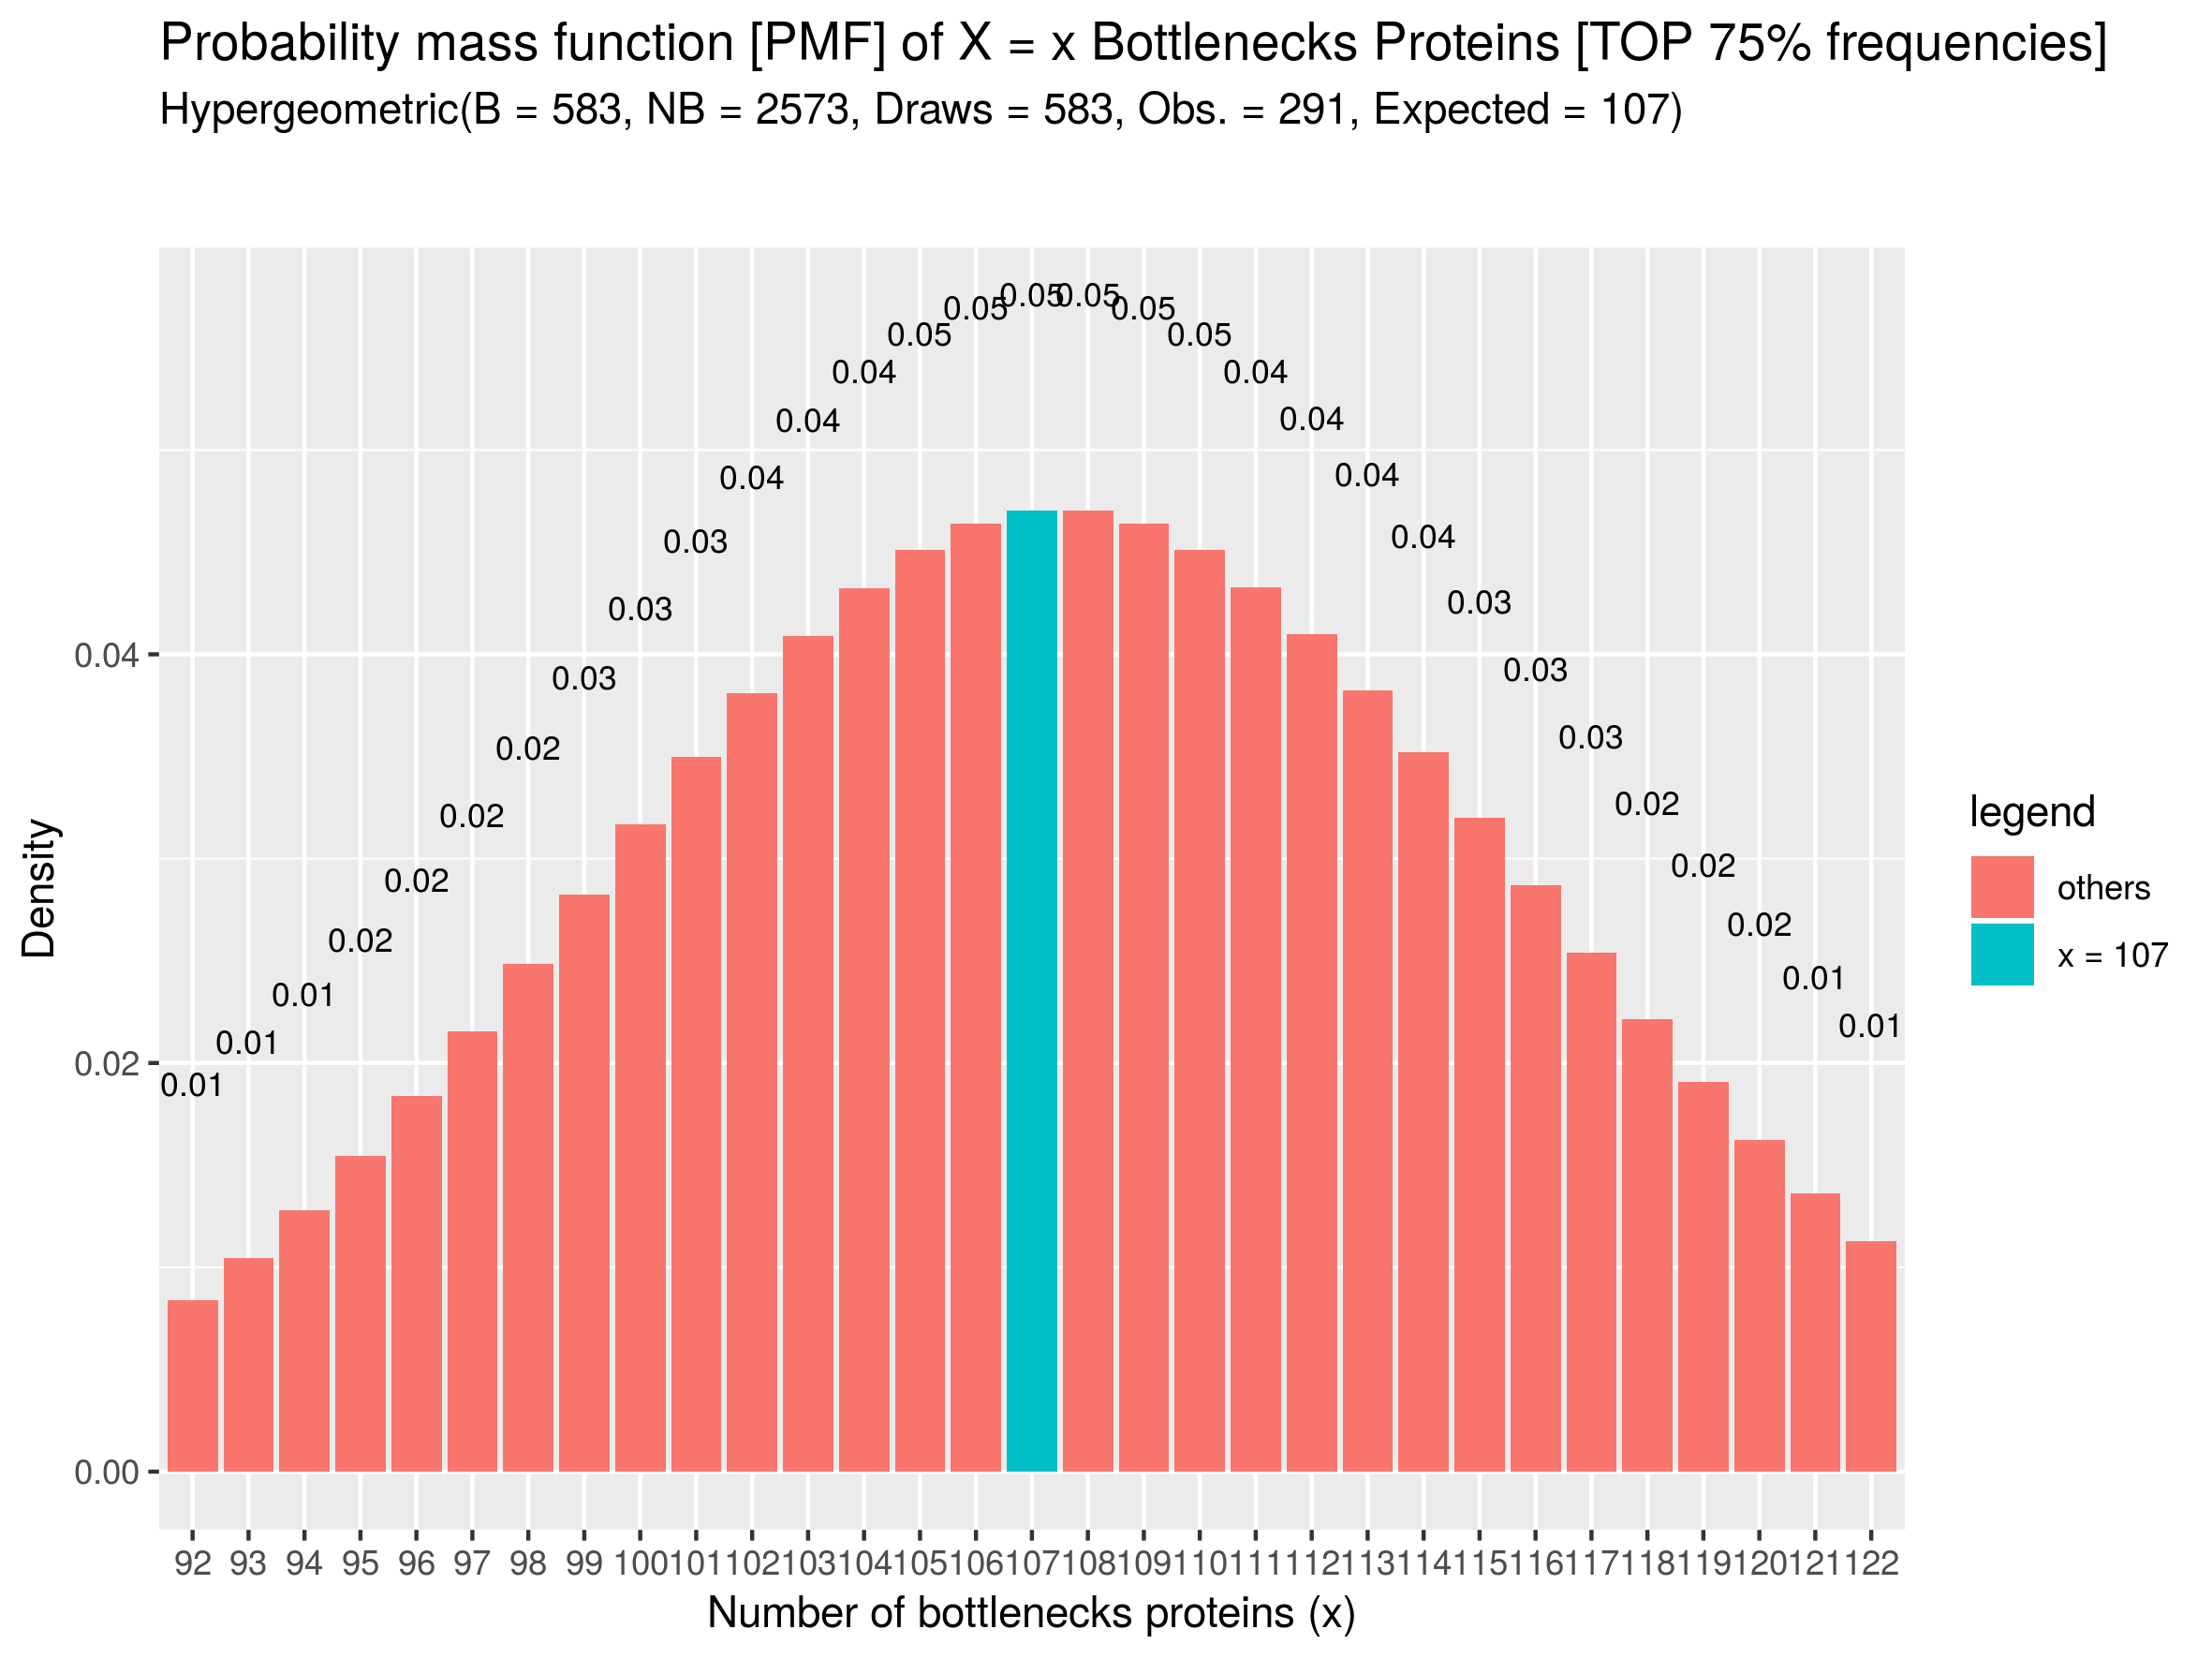 Probability mass function [PMF] of X = x Bottlenecks Proteins [TOP 75% frequencies]
Hypergeometric(B = 583, NB = 2573, Draws = 583, Obs. = 291, Expected = 107)
0.01 0.01 0.01 0.02 0.02 0.02 0.02 0.03 0.03 0.03 0.04 0.04 0.04 0.05 0.05 0.05 0.05 0.05 0.05 0.04 0.04 0.04 0.04 0.03 0.03 0.03 0.02 0.02 0.02 0.01 0.01
Density
0.04
0.02
0.00
92 93 94 95 96 97 98 99 100 101 102 103 104 105 106 107 108 109 110 111 112 113 114 115 116 117 118 119 120 121 122
Number of bottlenecks proteins (x)
legend
others
x = 107